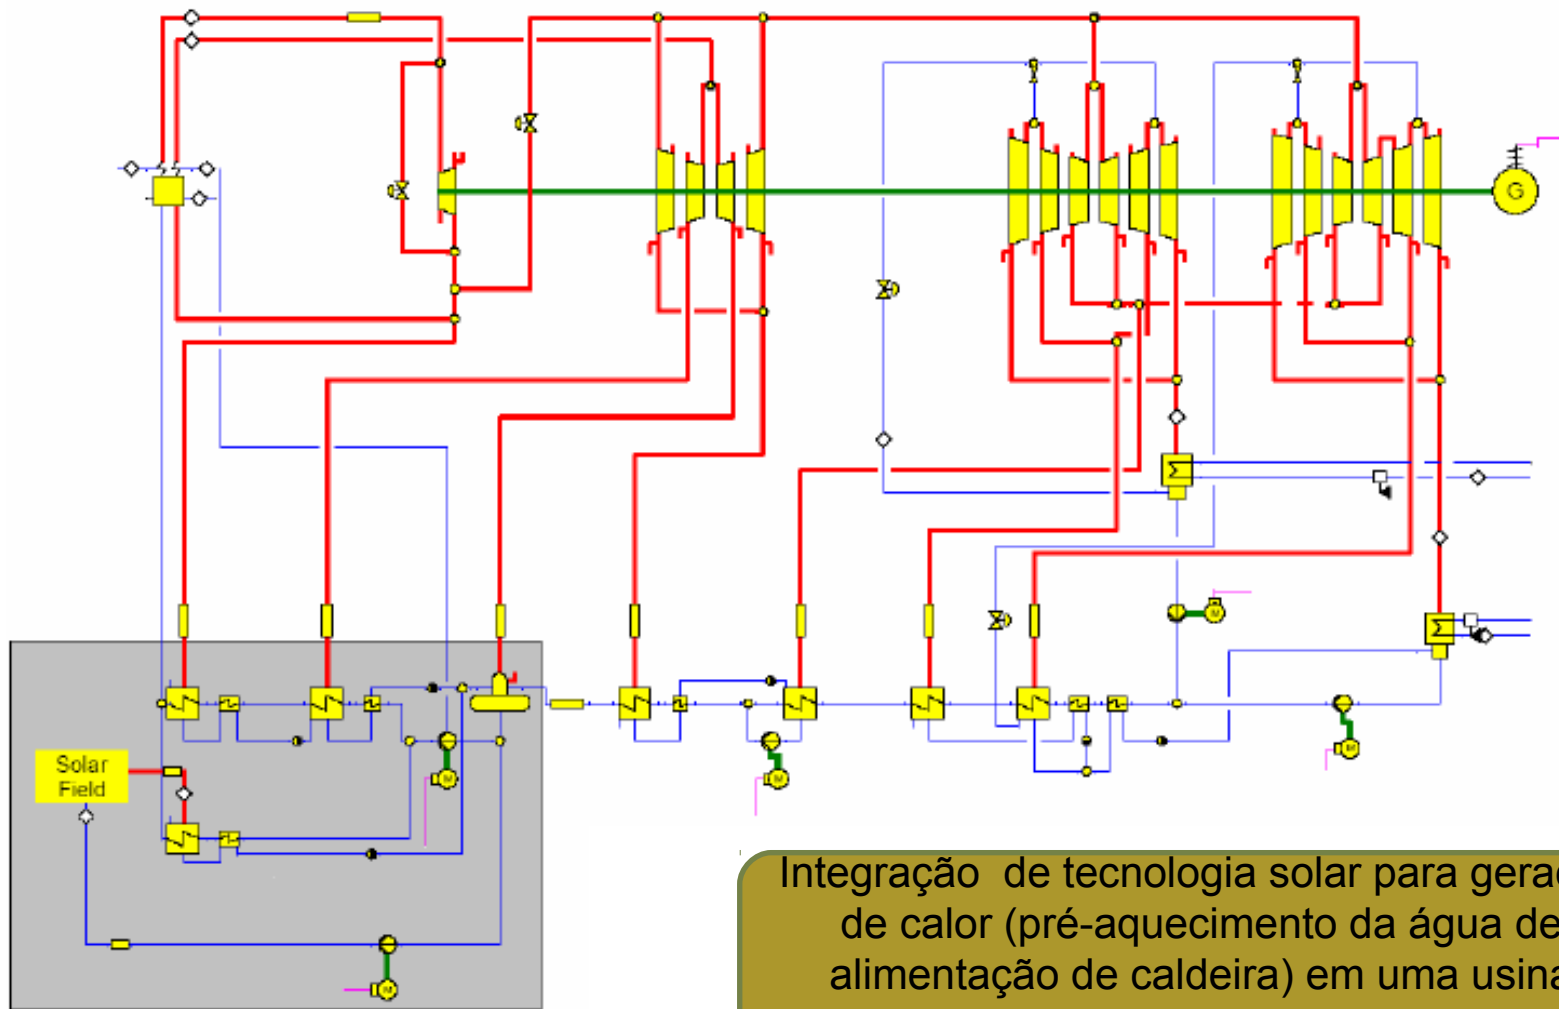 G
M
M
M
M
Solar
Field
M
Integração de tecnologia solar para gera
de calor (pré-aquecimento da água de
alimentação de caldeira) em uma usina